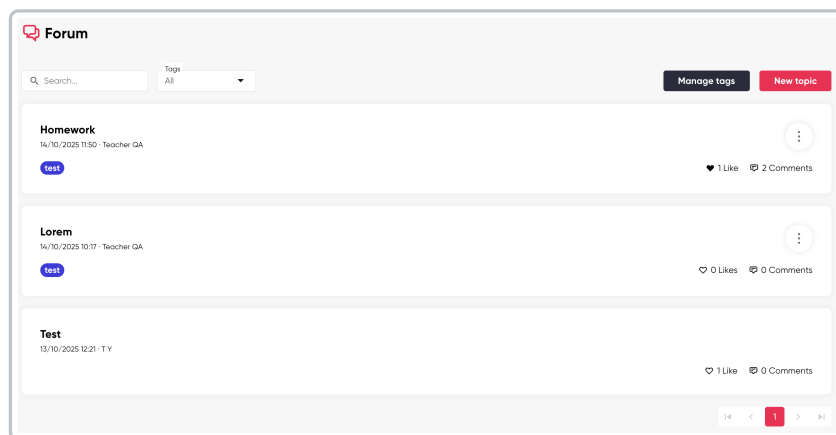 Forum
Tags
Search...
All
Manage tags
New topic
Homework
14/10/2025 11:50 · Teacher QA
test
1 Like
2 Comments
Lorem
14/10/2025 10:17 · Teacher QA
test
0 Likes
0 Comments
Test
13/10/2025 12:21 · T Y
1 Like
0 Comments
1